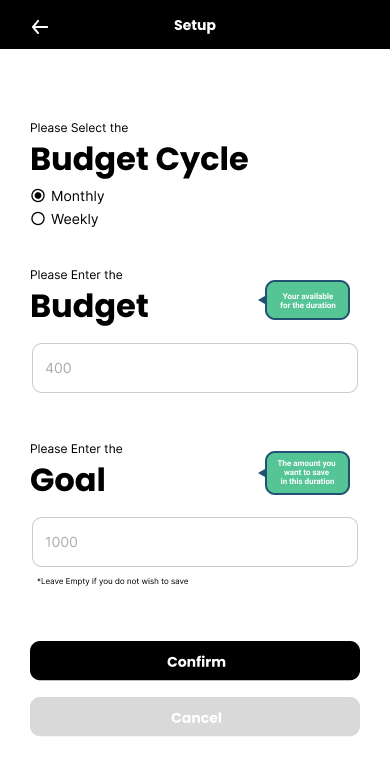 Setup
Please Select the
Budget Cycle
Monthly
Weekly
Please Enter the
Budget
Your available
for the duration
400
Please Enter the
Goal
The amount you
want to save
in this duration
1000
*Leave Empty if you do not wish to save
Confirm
Cancel